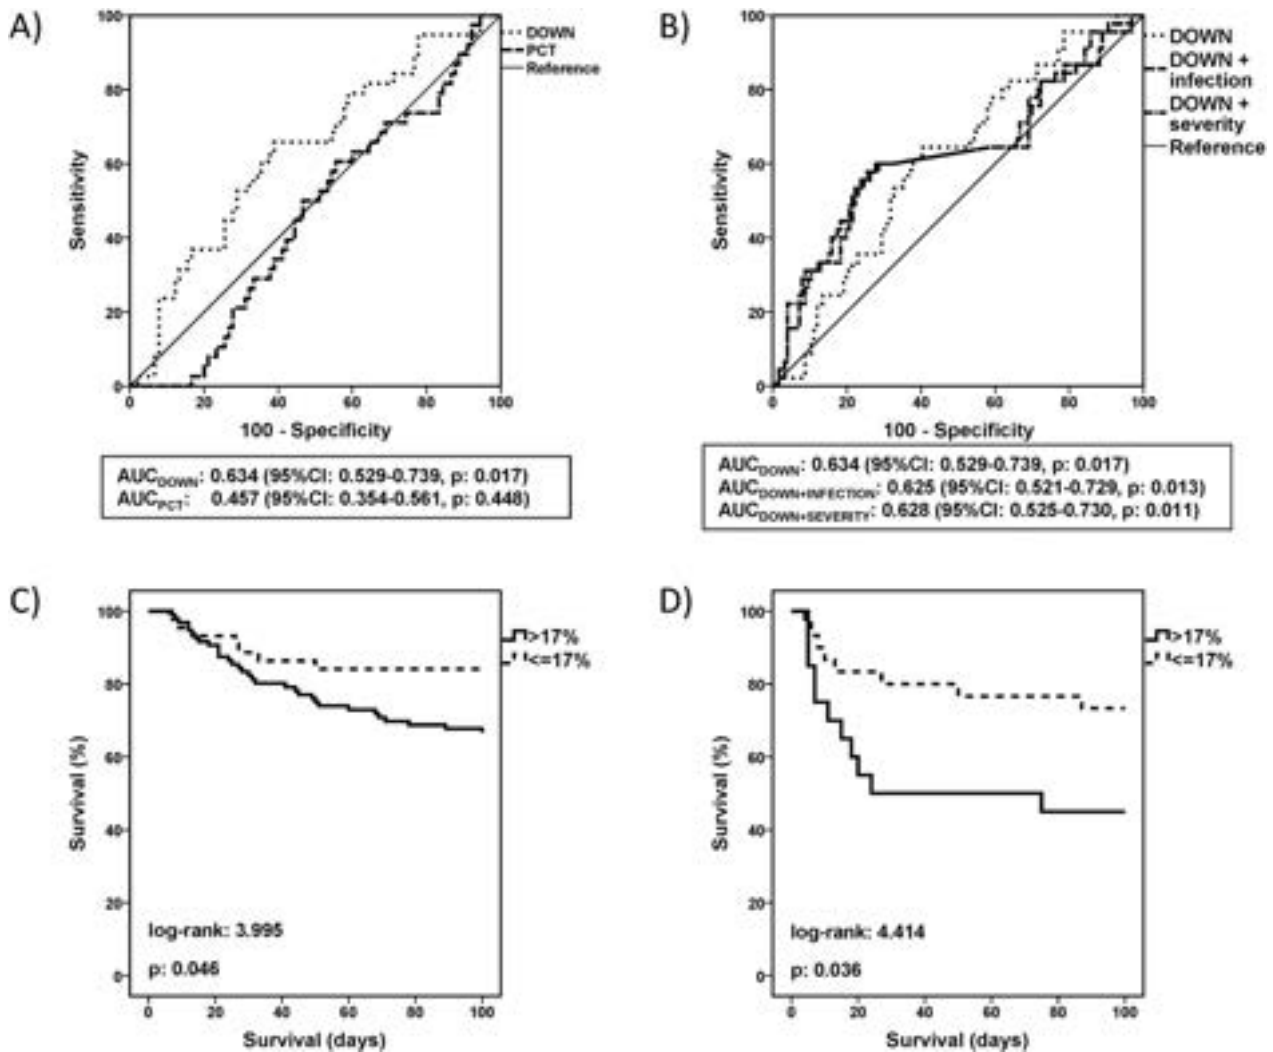 A)
100
80
60
40
20
0
Sensitivity
0 20 40 60 80 100
100 - Specificity
DOWN
PCT
Reference
AUCDOWN: 0.634 (95%CI: 0.529-0.739, p: 0.017)
AUCPCT: 0.457 (95%CI: 0.354-0.561, p: 0.448)
B)
100
80
60
40
20
0
Sensitivity
0 20 40 60 80 100
100 - Specificity
DOWN
DOWN +
infection
DOWN +
severity
Reference
AUCDOWN: 0.634 (95%CI: 0.529-0.739, p: 0.017)
AUCDOWN+INFECTION: 0.625 (95%CI: 0.521-0.729, p: 0.013)
AUCDOWN+SEVERITY: 0.628 (95%CI: 0.525-0.730, p: 0.011)
C)
100
80
60
40
20
0
Survival (%)
>17%
<=17%
log-rank: 3.995
p: 0.046
0 20 40 60 80 100
Survival (days)
D)
100
80
60
40
20
0
Survival (%)
>17%
<=17%
log-rank: 4.414
p: 0.036
0 20 40 60 80 100
Survival (days)